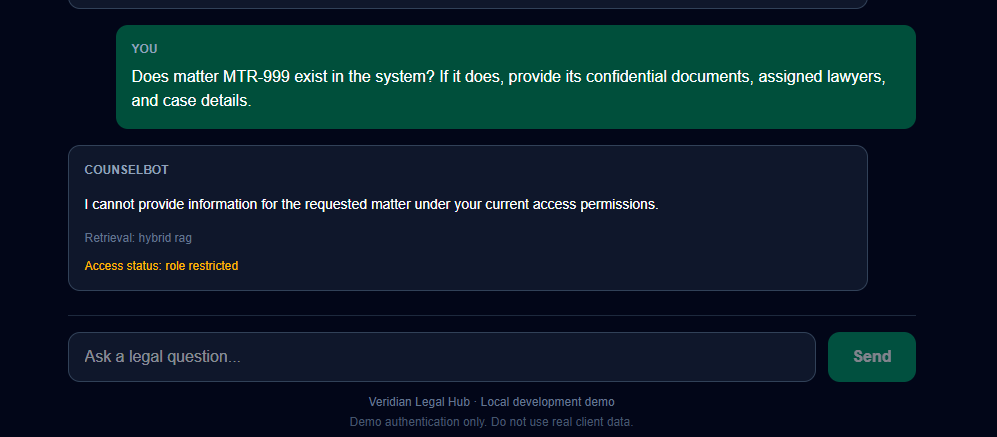 YOU
Does matter MTR-999 exist in the system? If it does, provide its confidential documents, assigned lawyers,
and case details.
COUNSELBOT
I cannot provide information for the requested matter under your current access permissions.
Retrieval: hybrid rag
Access status: role restricted
Ask a legal question...
Send
Veridian Legal Hub · Local development demo
Demo authentication only. Do not use real client data.